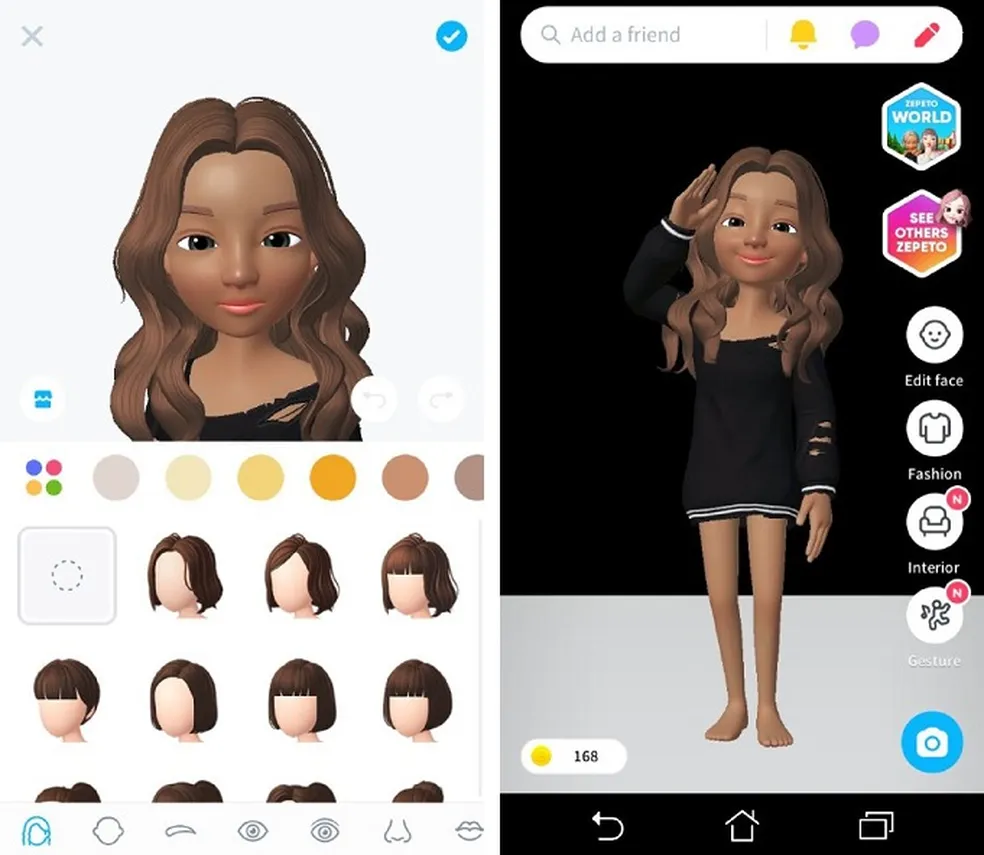 Add a friend
ZEPETO
WORLD
SEE
OTHERS
ZEPETO
Edit face
Fashion
N
Interior
N
Gesture
168